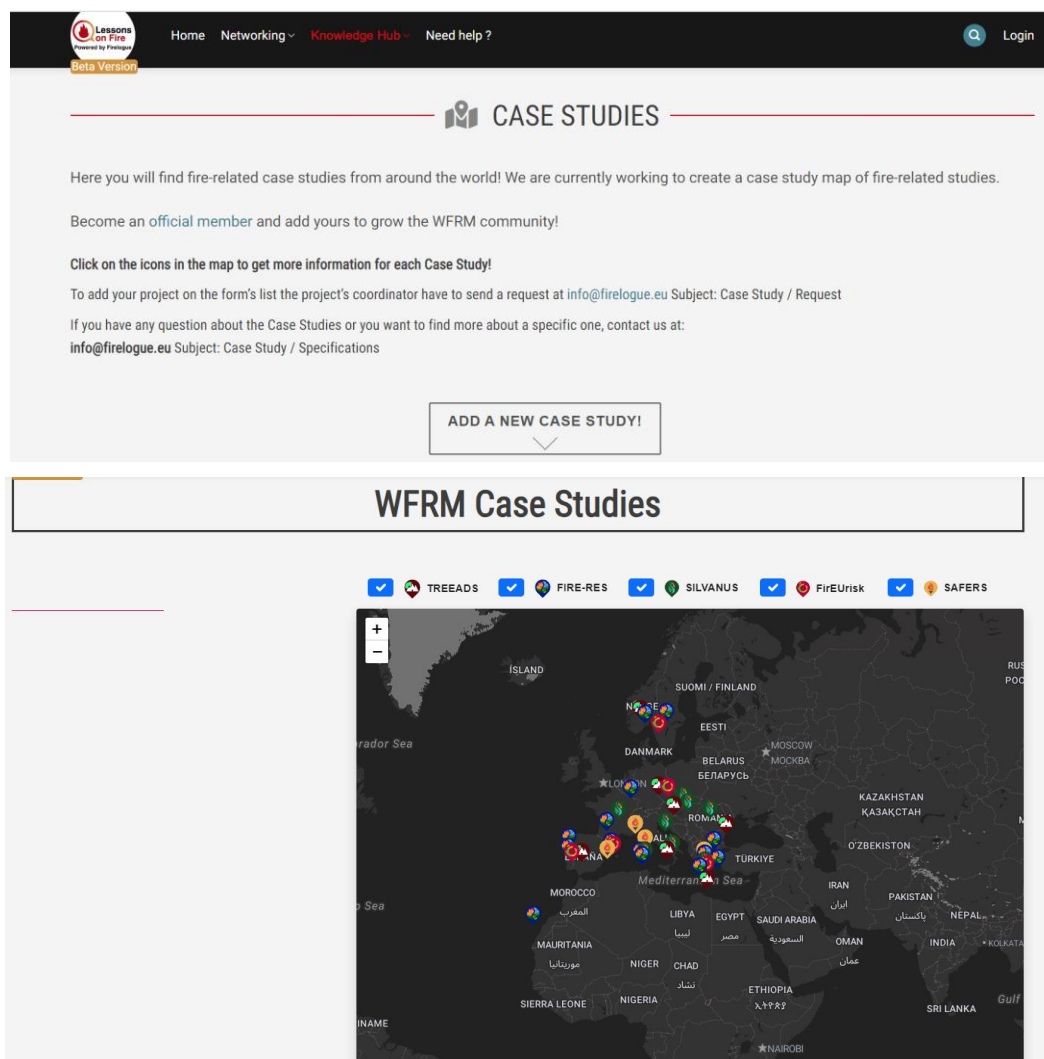 Lessons
on Fire
Powered by Firelogue
Beta Version
Home Networking Knowledge Hub Need help ?
Login
CASE STUDIES
Here you will find fire-related case studies from around the world! We are currently working to create a case study map of fire-related studies.
Become an official member and add yours to grow the WFRM community!
Click on the icons in the map to get more information for each Case Study!
To add your project on the form's list the project's coordinator have to send a request at info@firelogue.eu Subject: Case Study / Request
If you have any question about the Case Studies or you want to find more about a specific one, contact us at:
info@firelogue.eu Subject: Case Study / Specifications
ADD A NEW CASE STUDY!
WFRM Case Studies
TREEADS FIRE-RES SILVANUS FirEUrisk SAFERS
+
−
ÍSLAND
SUOMI / FINLAND
EESTI
rador Sea
DANMARK
MOSCOW
МОСКВА
BELARUS
БЕЛАРУСЬ
KAZAKHSTAN
ҚАЗАҚСТАН
OʻZBEKISTON
TÜRKIYE
Mediterran n Sea
MOROCCO
المغرب
Sea
IRAN
ایران
PAKISTAN
پاکستان
NEPAL
LIBYA
ليبيا
EGYPT
مصر
SAUDI ARABIA
السعودية
OMAN
عمان
INDIA
KOLKATA
MAURITANIA
موريتانيا
NIGER
CHAD
تشاد
ETHIOPIA
ኢትዮጵያ
SIERRA LEONE
NIGERIA
SRI LANKA
Gulf
INAME
NAIROBI